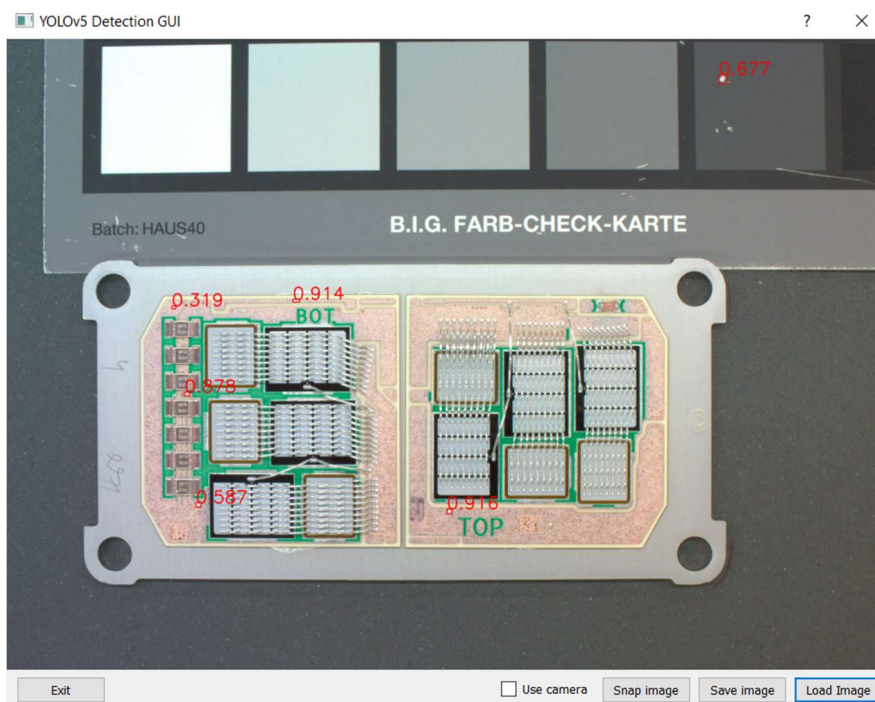 YOLOv5 Detection GUI
0.677
Batch: HAUS40
B.I.G. FARB-CHECK-KARTE
0.319
0.914
BOT
0.878
0.587
0.916
TOP
Exit
Use camera
Snap image
Save image
Load Image